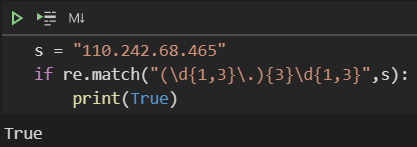 M↓
s = "110.242.68.465"
if re.match("(\d{1,3}\.){3}\d{1,3}",s):
    print(True)
True